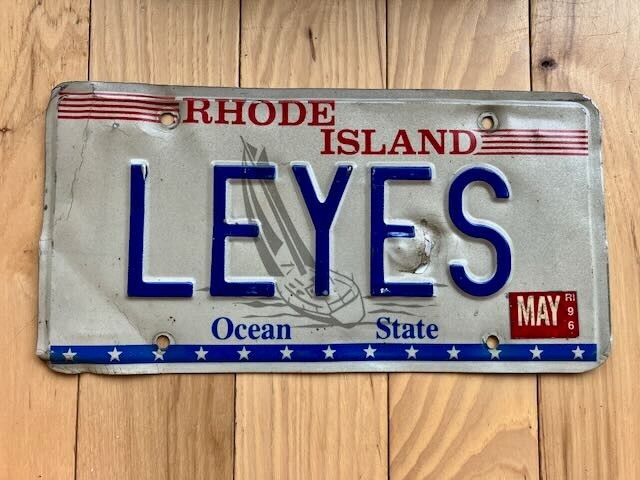 RHODE
ISLAND
LEYES
Ocean State
MAY
RI
96